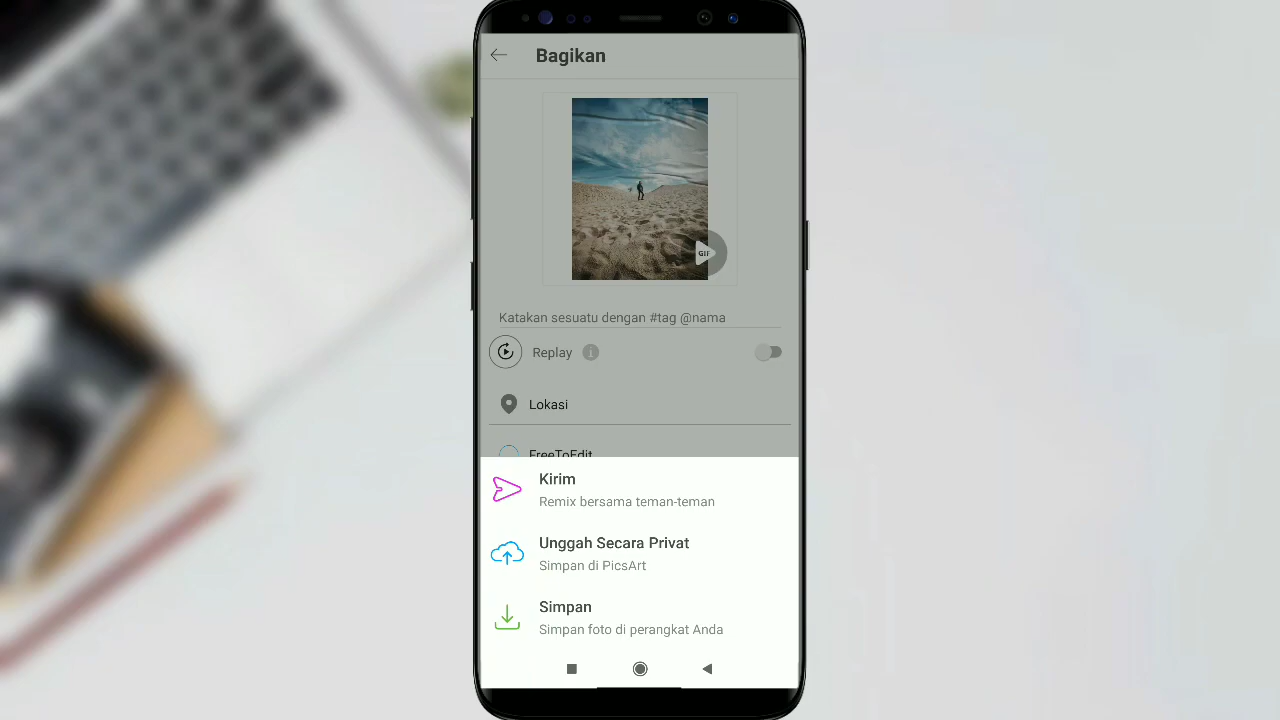 Bagikan
GIF
Katakan sesuatu dengan #tag @nama
Replay
Lokasi
FreeToEdit
Kirim
Remix bersama teman-teman
Unggah Secara Privat
Simpan di PicsArt
Simpan
Simpan foto di perangkat Anda